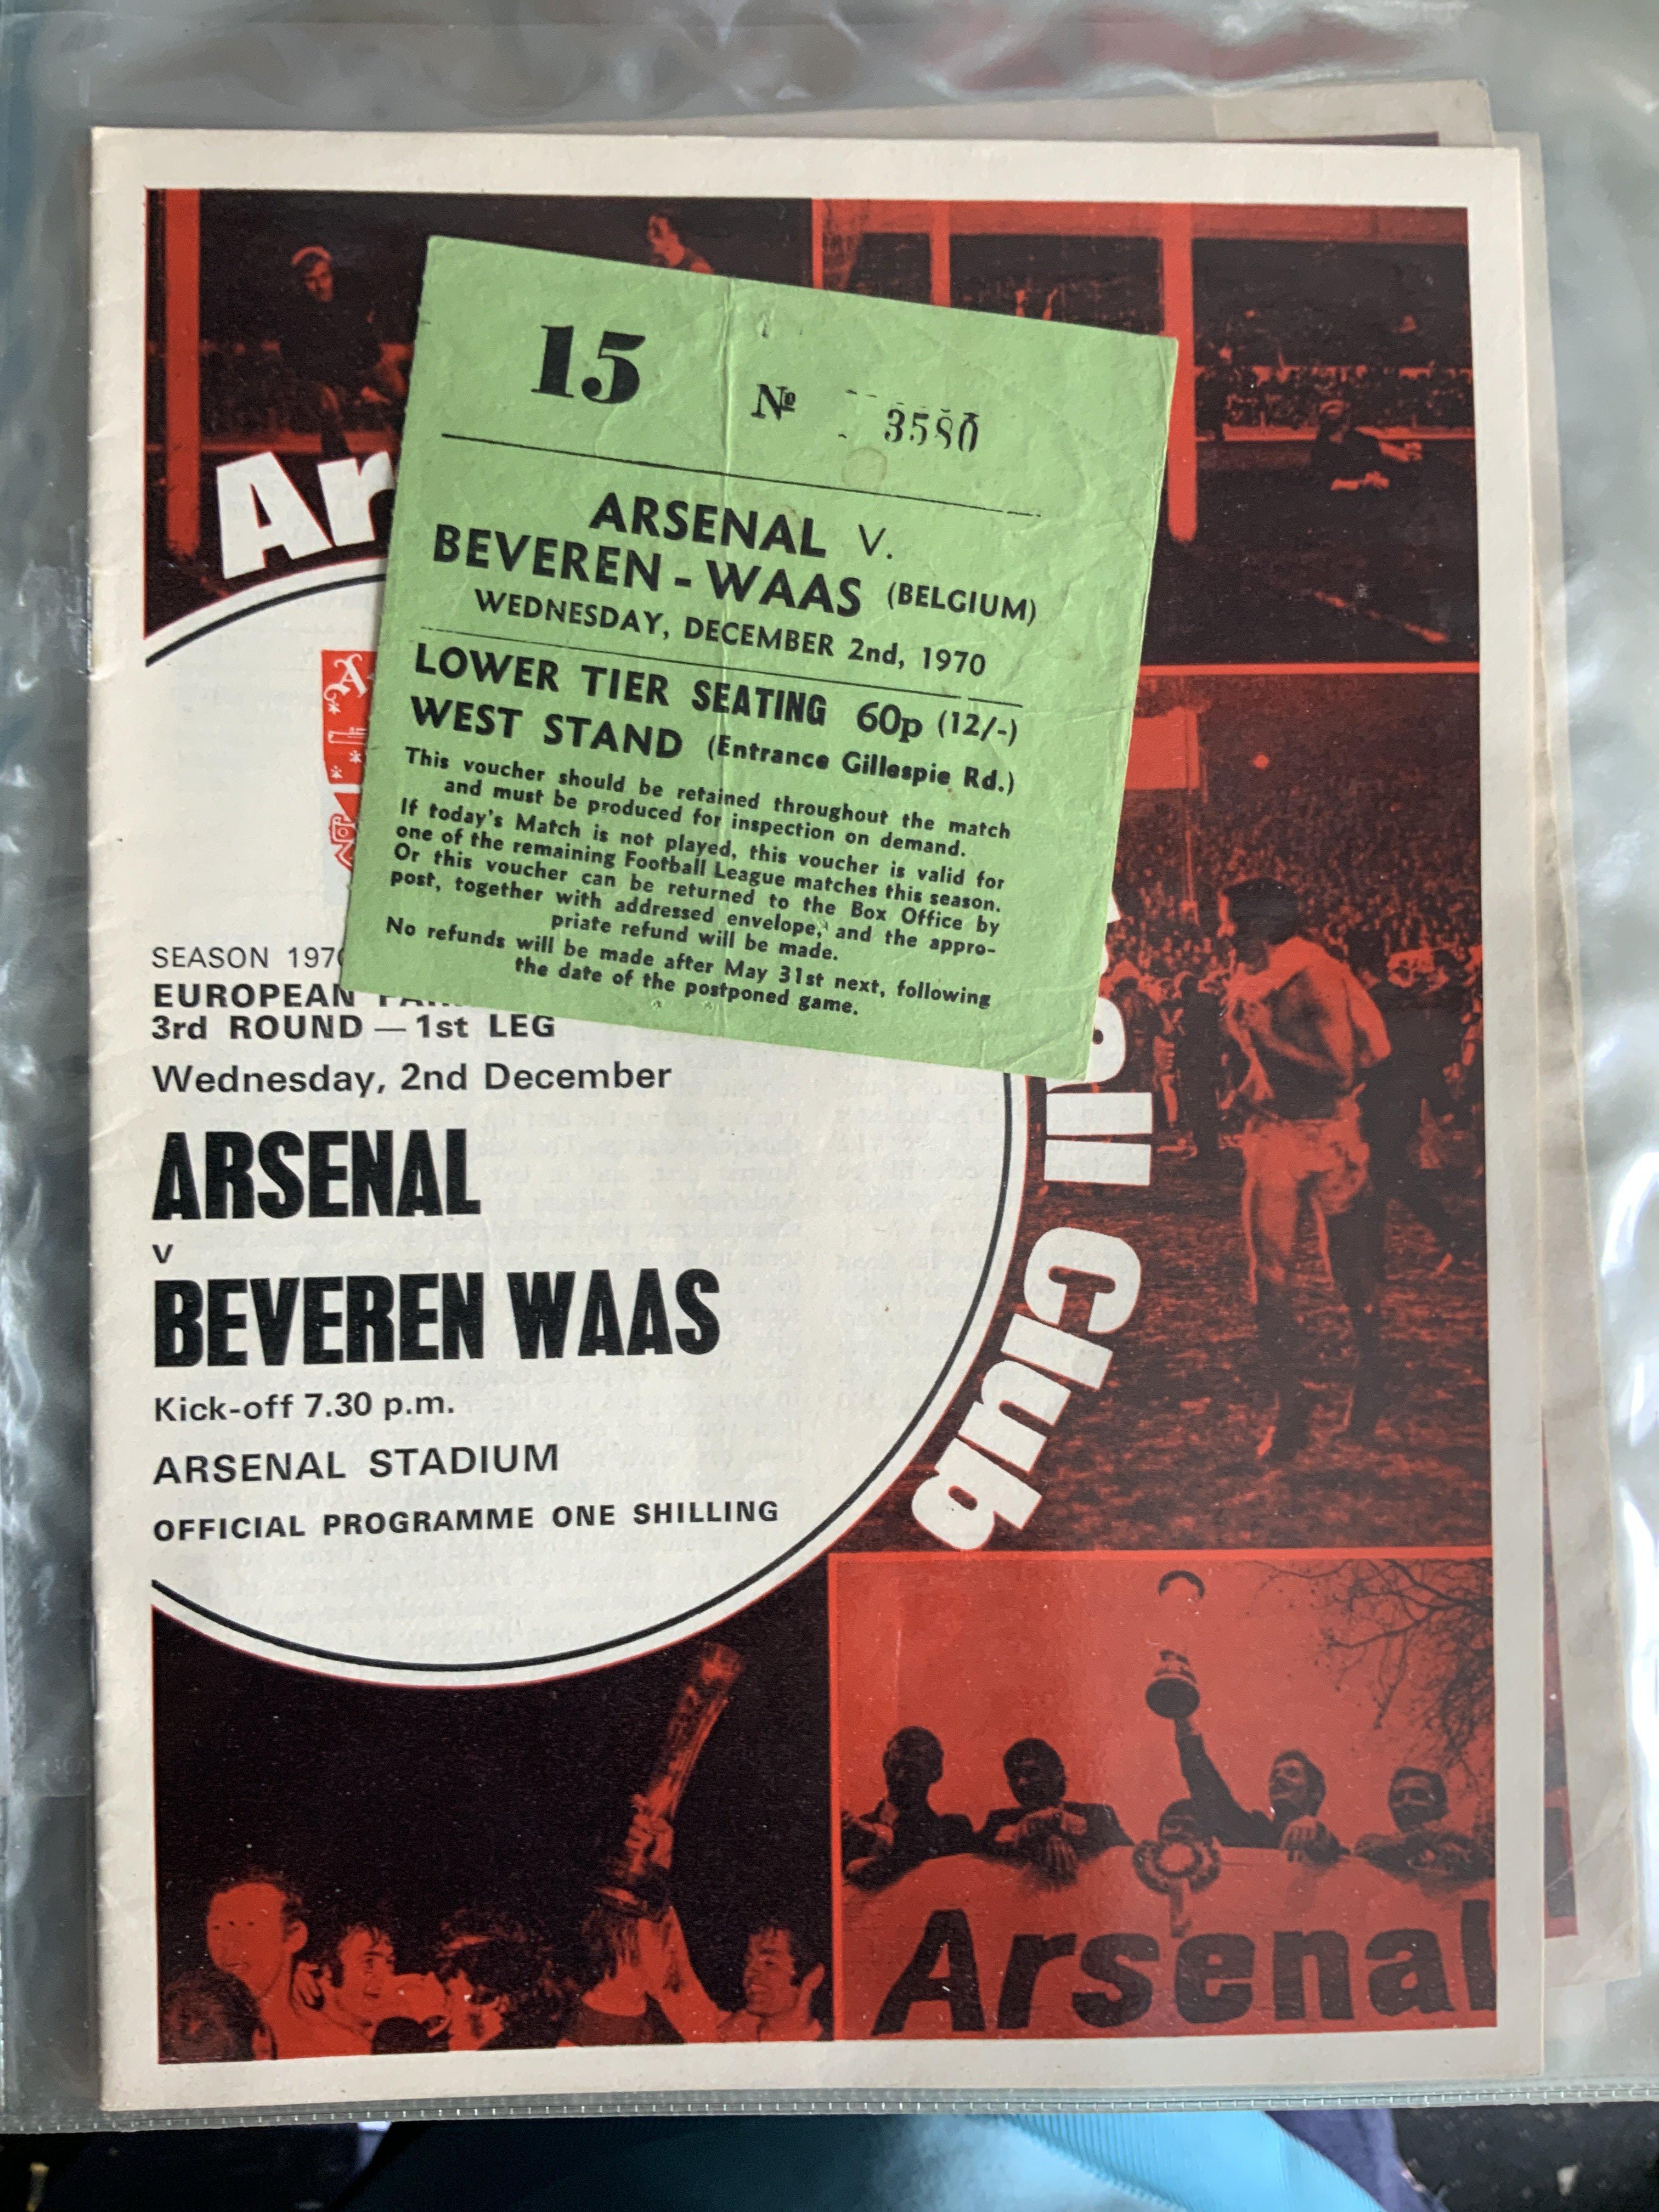 15
Nº 3580
ARSENAL V.
BEVEREN - WAAS (BELGIUM)
WEDNESDAY, DECEMBER 2nd, 1970
LOWER TIER SEATING 60p (12/-)
WEST STAND (Entrance Gillespie Rd.)
This voucher should be retained throughout the match
and must be produced for inspection on demand.
If today's Match is not played, this voucher is valid for
one of the remaining Football League matches this season.
Or this voucher can be returned to the Box Office by
post, together with addressed envelope, and the appro-
priate refund will be made.
No refunds will be made after May 31st next, following
the date of the postponed game.
Ar
all Club
SEASON 1970
EUROPEAN
3rd ROUND — 1st LEG
Wednesday, 2nd December
ARSENAL
v
BEVEREN WAAS
Kick-off 7.30 p.m.
ARSENAL STADIUM
OFFICIAL PROGRAMME ONE SHILLING
Arsenal